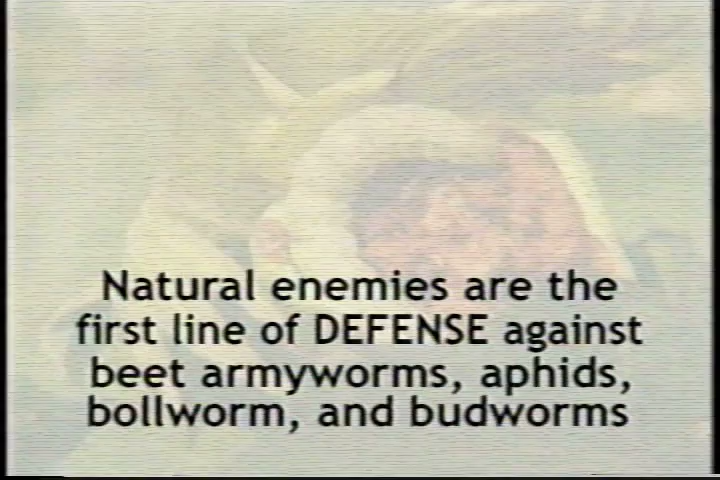 Natural enemies are the
first line of DEFENSE against
beet armyworms, aphids,
bollworm, and budworms